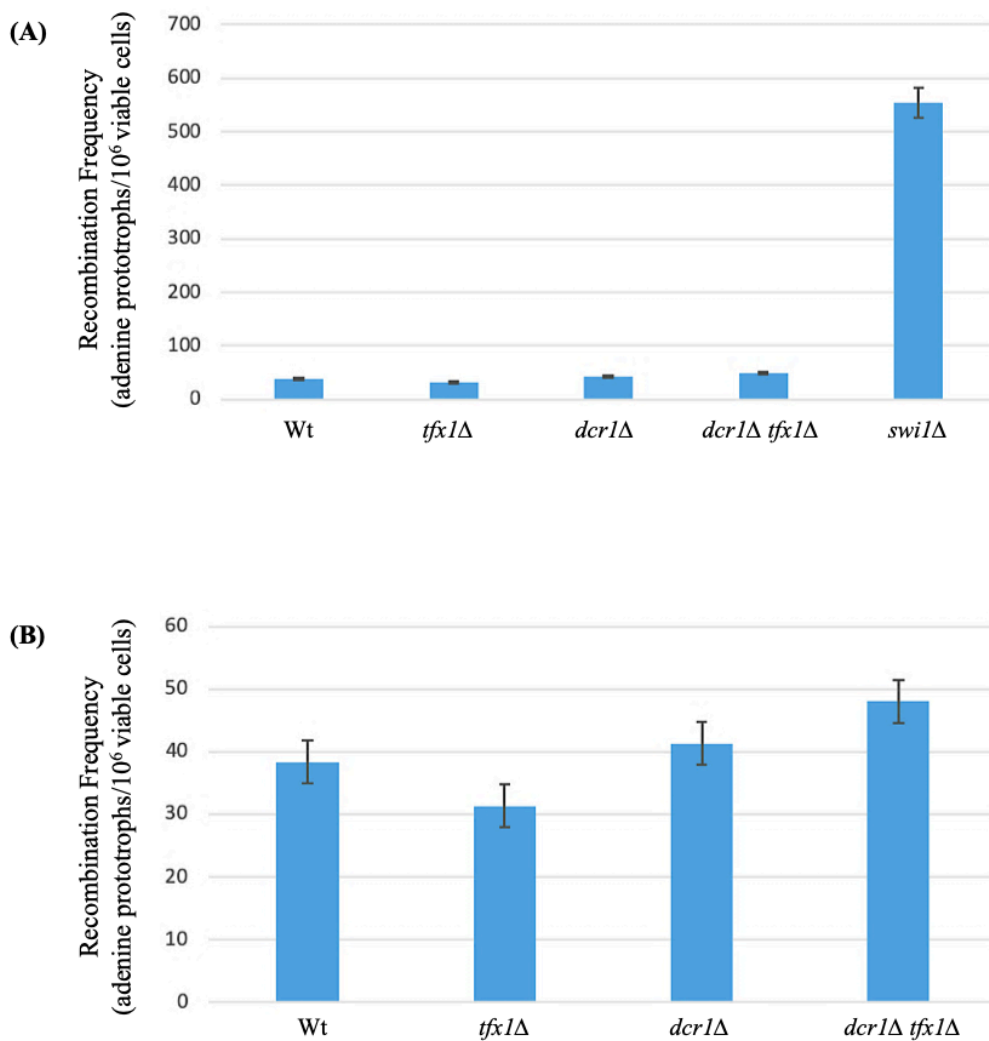 (A)
Recombination Frequency
(adenine prototrophs/10⁶ viable cells)
700
600
500
400
300
200
100
0
Wt
tfx1Δ
dcr1Δ
dcr1Δ tfx1Δ
swi1Δ
(B)
Recombination Frequency
(adenine prototrophs/10⁶ viable cells)
60
50
40
30
20
10
0
Wt
tfx1Δ
dcr1Δ
dcr1Δ tfx1Δ